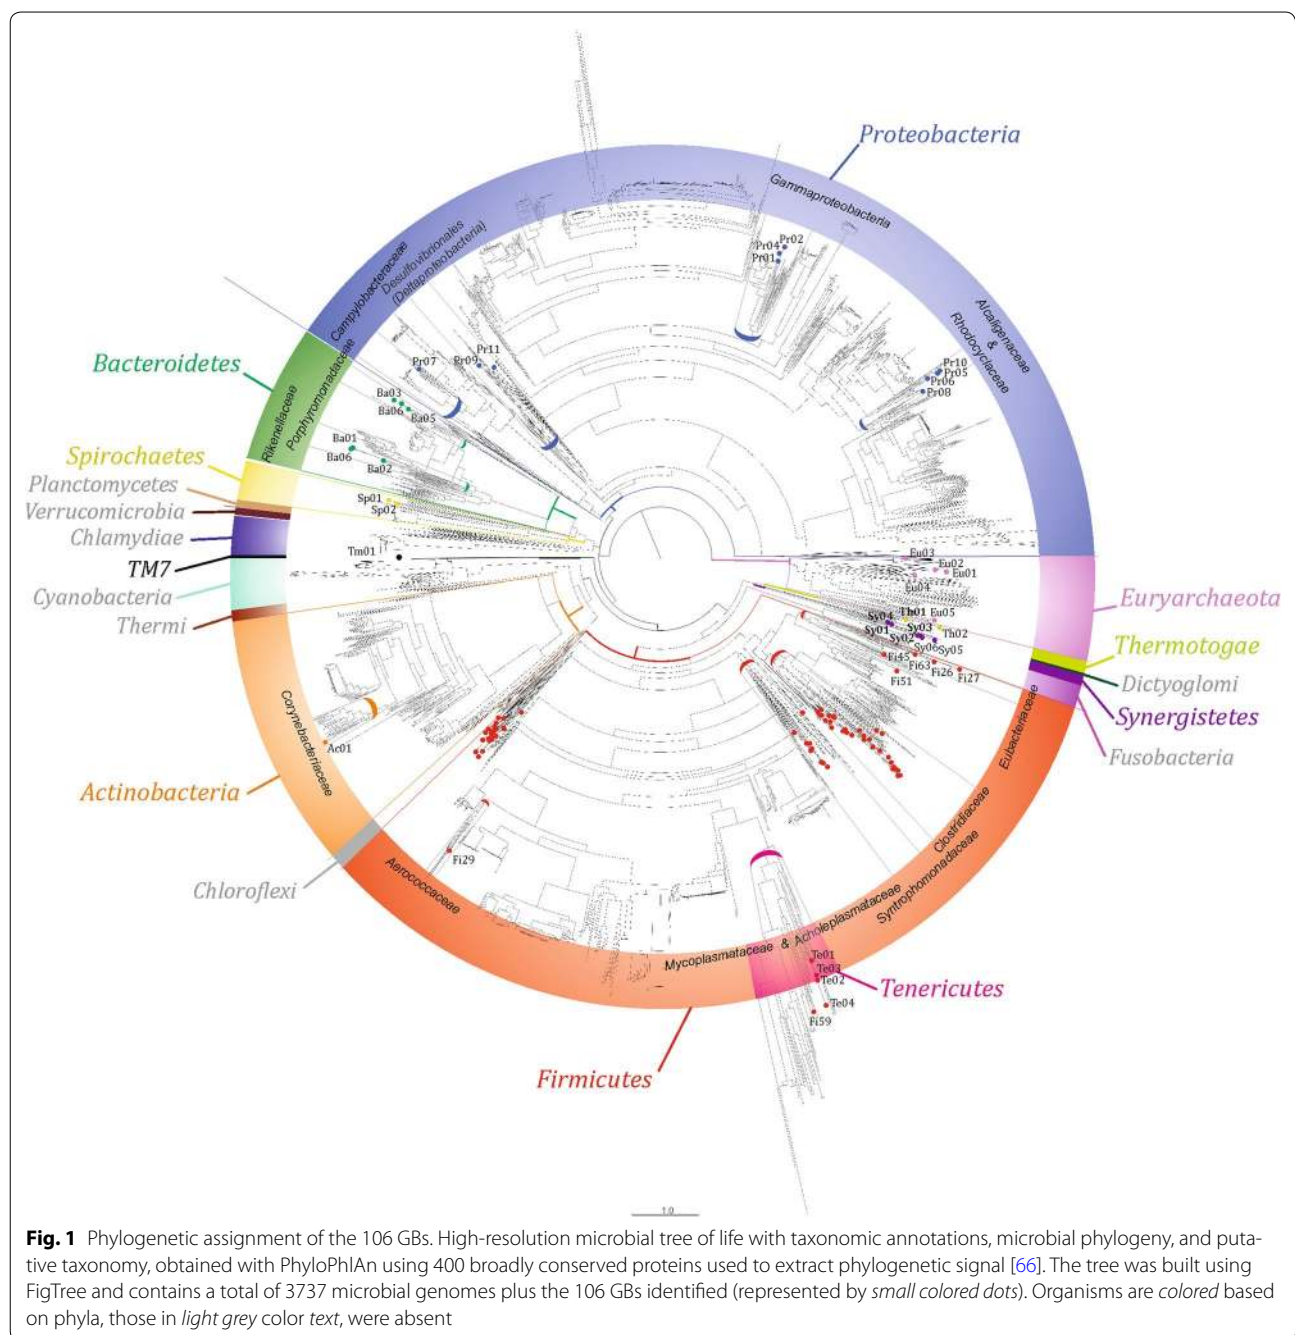 Proteobacteria
Gammaproteobacteria
Pr02
Pr04
Pr01
Desulfovibrionales
(Deltaproteobacteria)
Campylobacteraceae
Alcaligenaceae
&
Rhodocyclaceae
Pr11
Pr09
Pr07
Pr10
Pr05
Pr06
Pr08
Bacteroidetes
Rikenellaceae
Porphyromonadaceae
Ba03
Ba06
Ba05
Ba01
Ba06
Ba02
Spirochaetes
Planctomycetes
Verrucomicrobia
Chlamydiae
TM7
Cyanobacteria
Thermi
Sp01
Sp02
Tm01
Eu03
Eu02
Eu01
Eu04
Sy04
Th01
Eu05
Sy01
Sy03
Th02
Sy02
Sy06
Sy05
Fi45
Fi63
Fi26
Fi27
Fi51
Euryarchaeota
Thermotogae
Dictyoglomi
Synergistetes
Fusobacteria
Eubacteriaceae
Ac01
Corynebacteriaceae
Actinobacteria
Chloroflexi
Clostridiaceae
Syntrophomonadaceae
Fi29
Aerococcaceae
Mycoplasmataceae & Acholeplasmataceae
Te01
Te03
Te02
Te04
Fi59
Tenericutes
Firmicutes
1.0
Fig. 1 Phylogenetic assignment of the 106 GBs. High-resolution microbial tree of life with taxonomic annotations, microbial phylogeny, and puta-
tive taxonomy, obtained with PhyloPhlAn using 400 broadly conserved proteins used to extract phylogenetic signal [66]. The tree was built using
FigTree and contains a total of 3737 microbial genomes plus the 106 GBs identified (represented by small colored dots). Organisms are colored based
on phyla, those in light grey color text, were absent